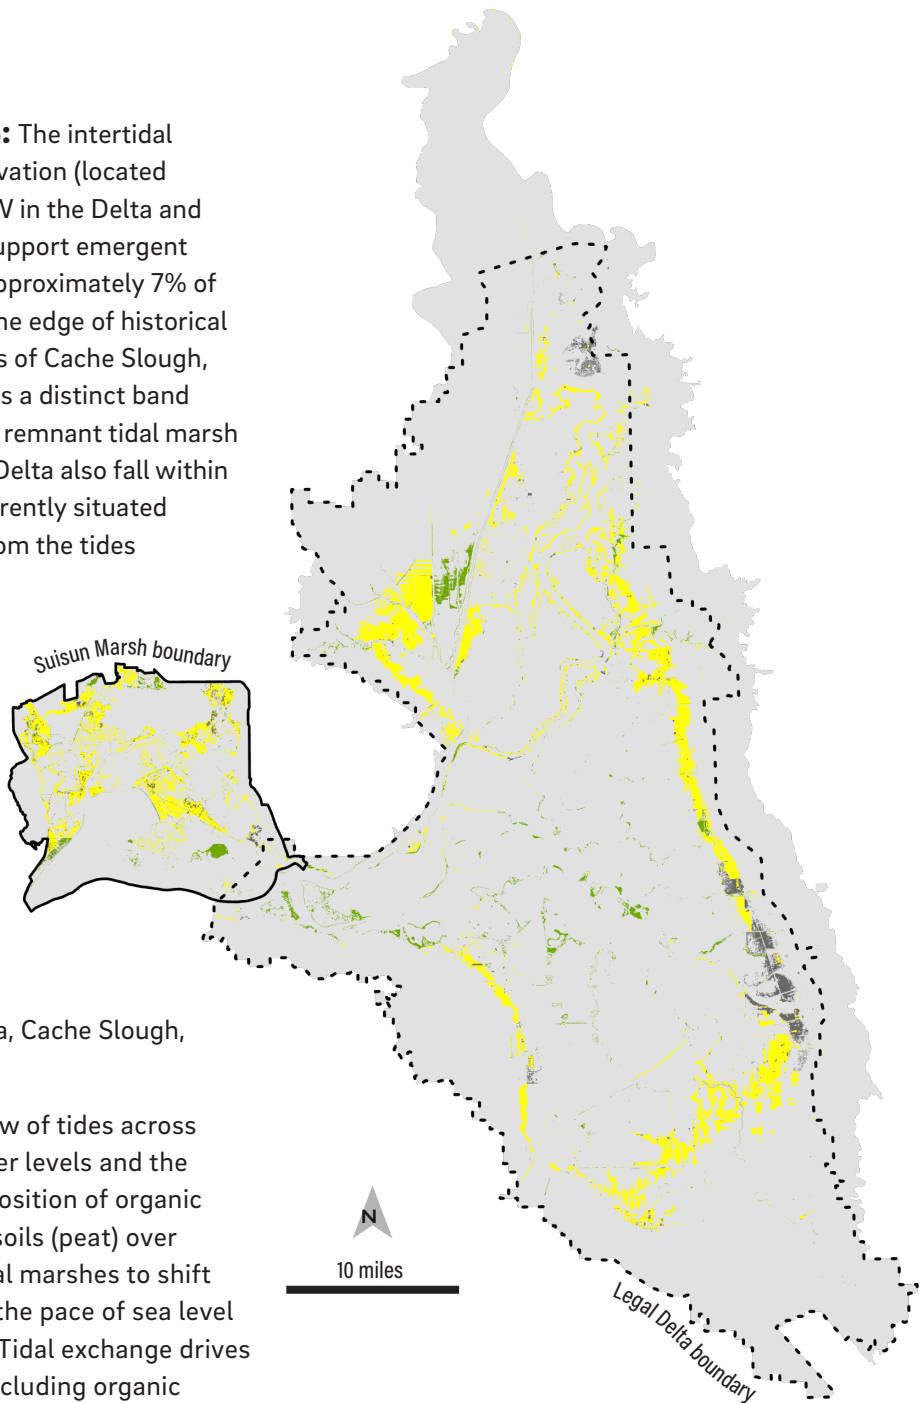 : The intertidal
vation (located
W in the Delta and
upport emergent
pproximately 7% of
he edge of historical
s of Cache Slough,
s a distinct band
remnant tidal marsh
Delta also fall within
rrently situated
om the tides
Suisun Marsh boundary
a, Cache Slough,
w of tides across
er levels and the
osition of organic
soils (peat) over
al marshes to shift
the pace of sea level
Tidal exchange drives
cluding organic
N
10 miles
Legal Delta boundary